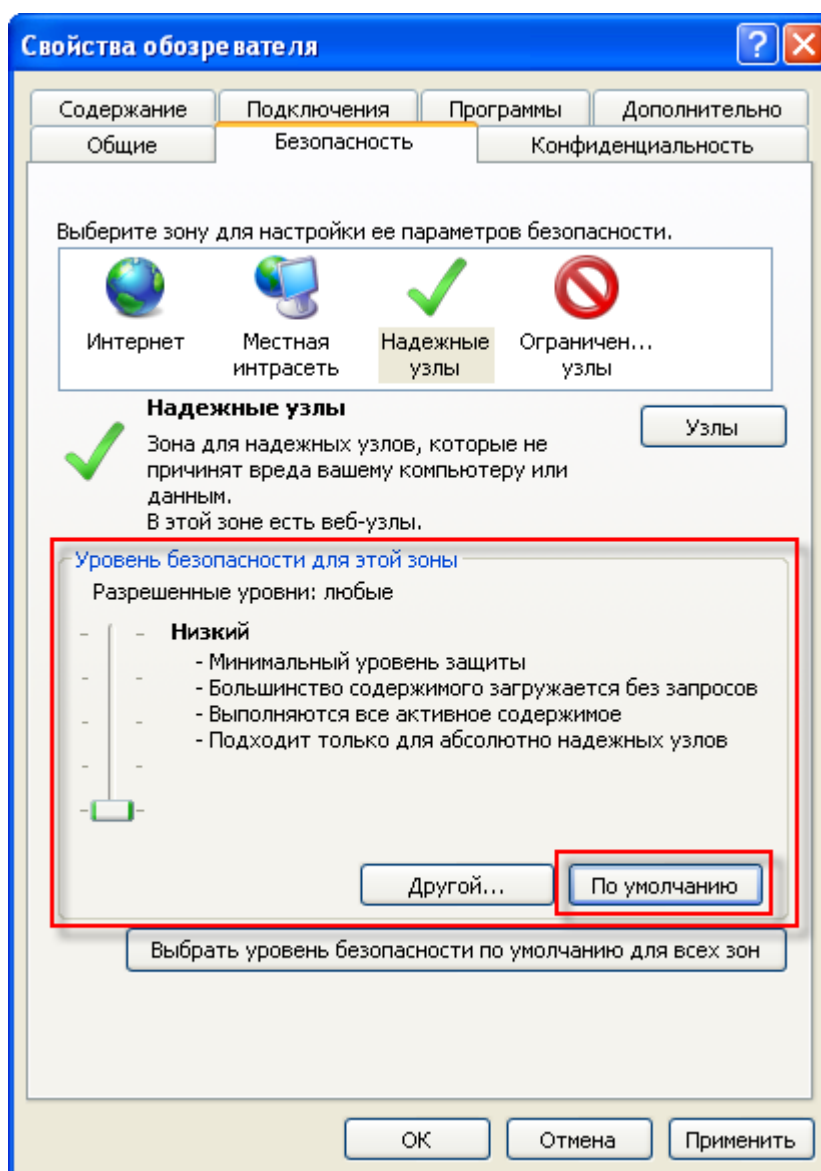 Свойства обозревателя
Содержание Подключения Программы Дополнительно
Общие Безопасность Конфиденциальность
Выберите зону для настройки ее параметров безопасности.
Интернет Местная интрасеть Надежные узлы Ограничен... узлы
Надежные узлы
Узлы
Зона для надежных узлов, которые не
причинят вреда вашему компьютеру или
данным.
В этой зоне есть веб-узлы.
Уровень безопасности для этой зоны
Разрешенные уровни: любые
Низкий
- Минимальный уровень защиты
- Большинство содержимого загружается без запросов
- Выполняются все активное содержимое
- Подходит только для абсолютно надежных узлов
Другой... По умолчанию
Выбрать уровень безопасности по умолчанию для всех зон
ОК Отмена Применить